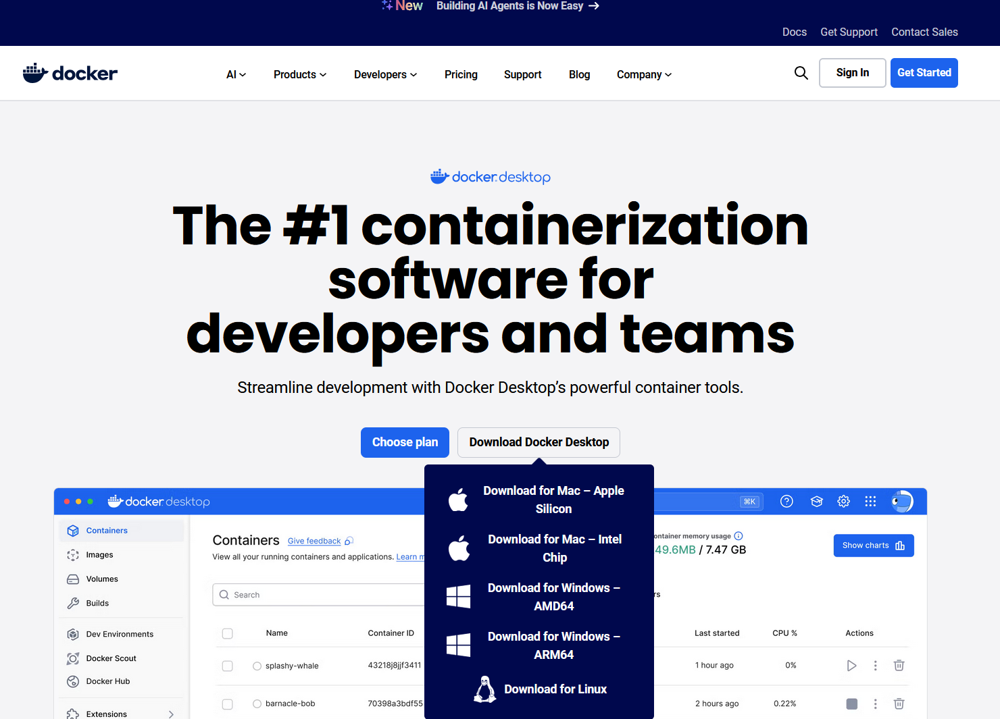 New Building AI Agents is Now Easy →
Docs Get Support Contact Sales
docker
AI Products Developers Pricing Support Blog Company
Sign In Get Started
docker desktop
The #1 containerization
software for
developers and teams
Streamline development with Docker Desktop’s powerful container tools.
Choose plan Download Docker Desktop
Download for Mac – Apple
Silicon
Download for Mac – Intel
Chip
Download for Windows –
AMD64
Download for Windows –
ARM64
Download for Linux
docker desktop ⌘K
Containers
Images
Volumes
Builds
Dev Environments
Docker Scout
Docker Hub
Extensions
Containers Give feedback
View all your running containers and applications. Learn
ontainer memory usage
49.6MB / 7.47 GB
Show charts
Search
rs
Name Container ID Last started CPU % Actions
splashy-whale 43218j8jjf3411 1 hour ago 0%
barnacle-bob 70398a3bdf55 2 hours ago 0.22%